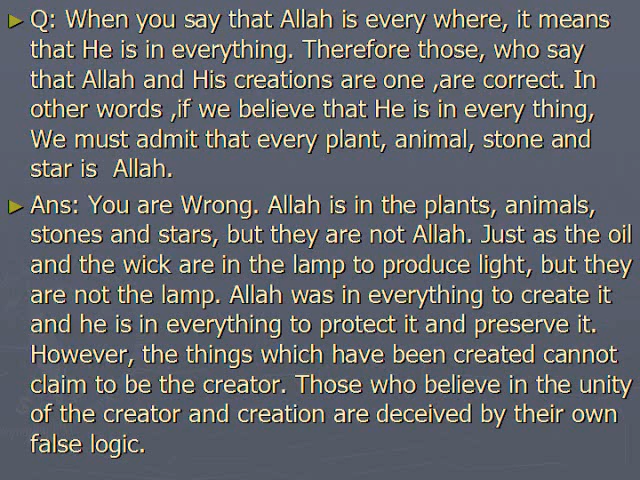 ► Q: When you say that Allah is every where, it means
that He is in everything. Therefore those, who say
that Allah and His creations are one ,are correct. In
other words ,if we believe that He is in every thing,
We must admit that every plant, animal, stone and
star is Allah.
► Ans: You are Wrong. Allah is in the plants, animals,
stones and stars, but they are not Allah. Just as the oil
and the wick are in the lamp to produce light, but they
are not the lamp. Allah was in everything to create it
and he is in everything to protect it and preserve it.
However, the things which have been created cannot
claim to be the creator. Those who believe in the unity
of the creator and creation are deceived by their own
false logic.